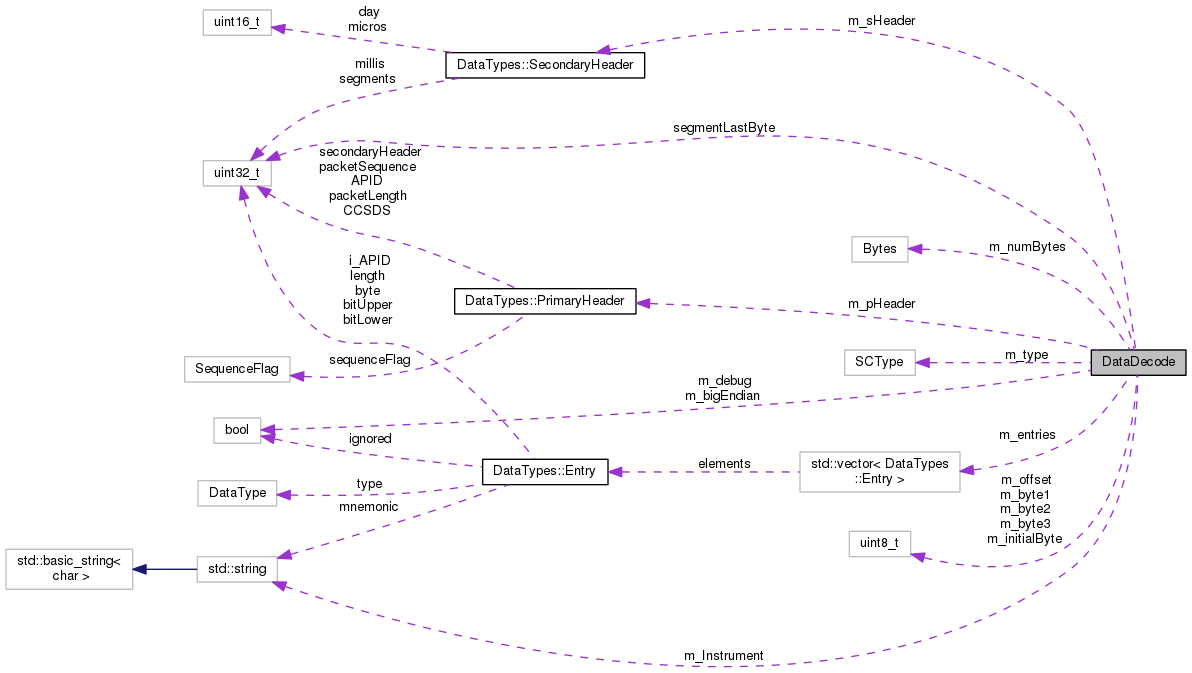 day
micros
uint16_t
m_sHeader
DataTypes::SecondaryHeader
millis
segments
segmentLastByte
secondaryHeader
packetSequence
APID
packetLength
CCSDS
uint32_t
Bytes
m_numBytes
i_APID
length
byte
bitUpper
bitLower
DataTypes::PrimaryHeader
m_pHeader
sequenceFlag
SequenceFlag
SCType
m_type
DataDecode
m_debug
m_bigEndian
bool
ignored
m_entries
DataTypes::Entry
elements
std::vector< DataTypes
::Entry >
type
DataType
mnemonic
m_offset
m_byte1
m_byte2
m_byte3
m_initialByte
uint8_t
std::basic_string<
char >
std::string
m_Instrument